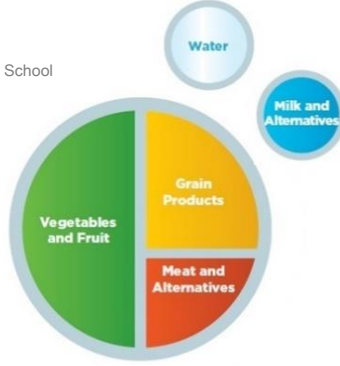 Water
School
Milk and
Alternatives
Grain
Products
Vegetables
and Fruit
Meat and
Alternatives